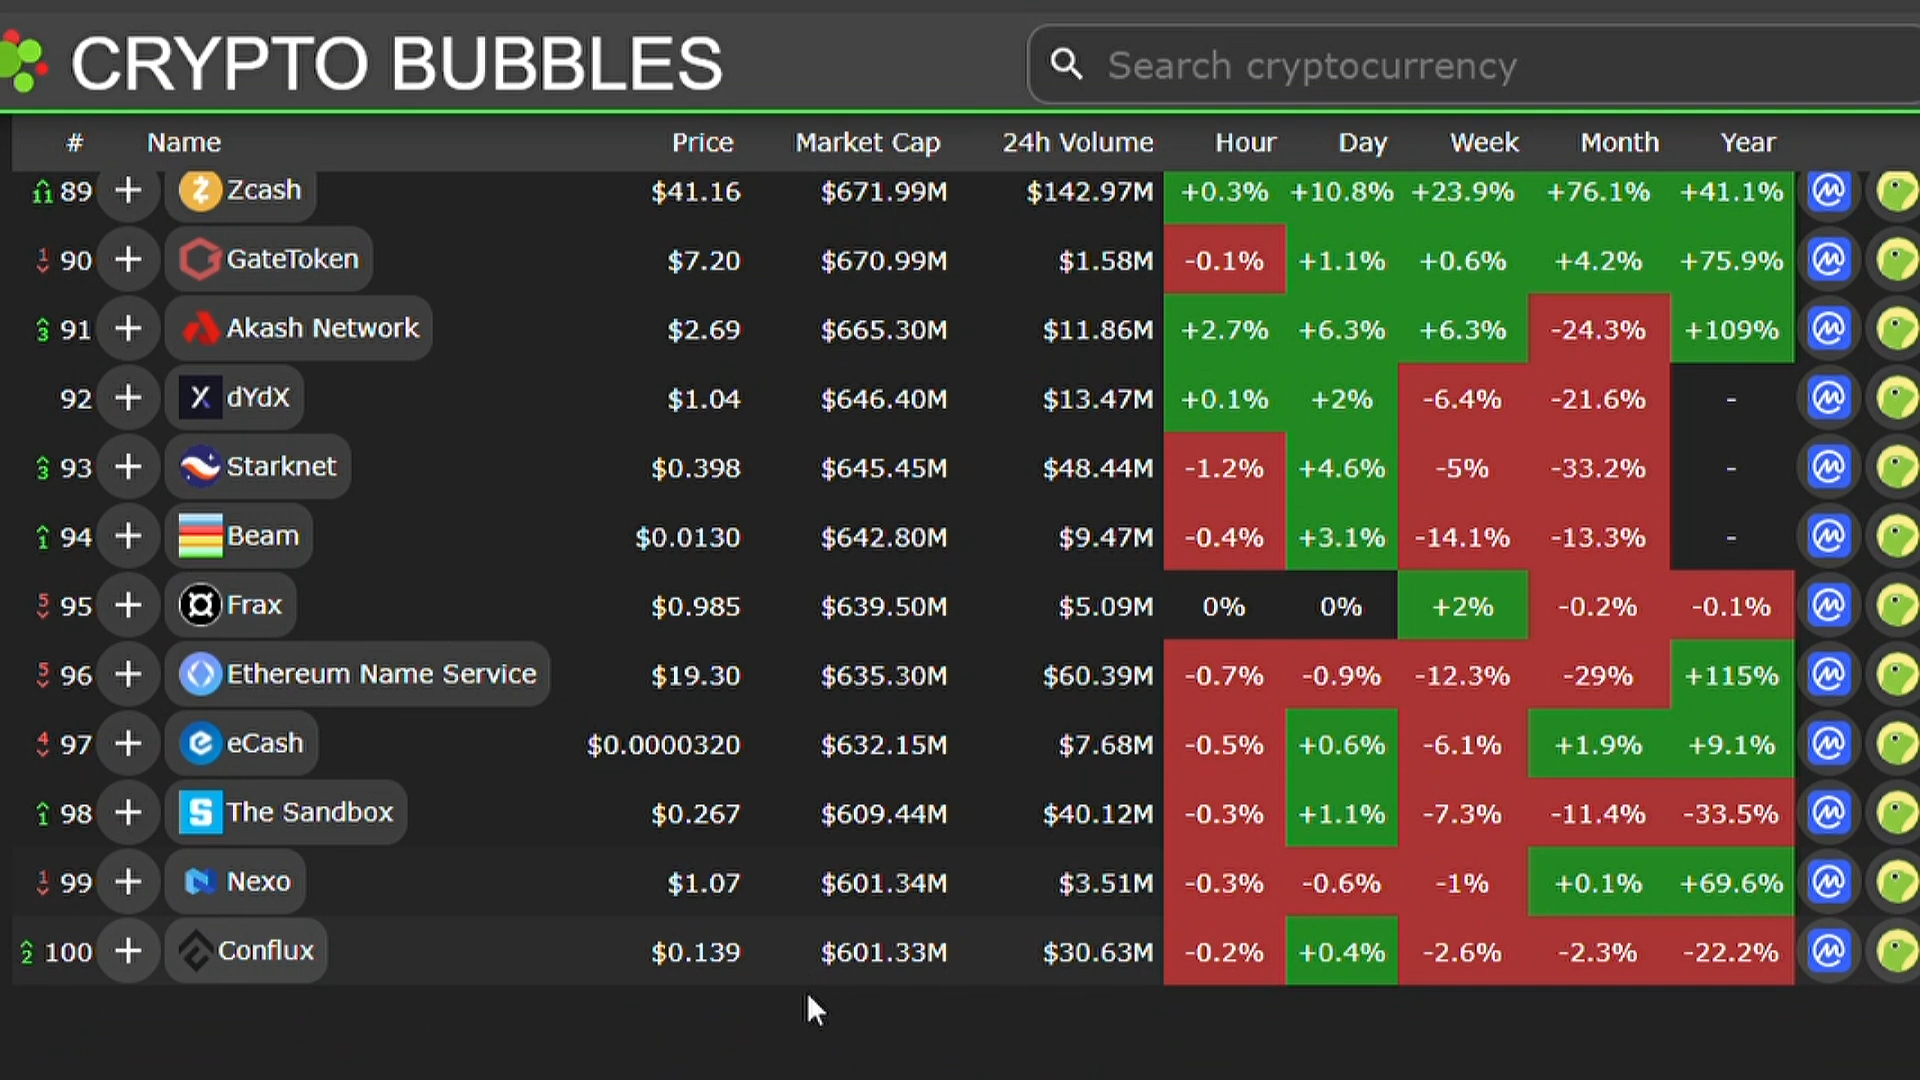 CRYPTO BUBBLES
Search cryptocurrency
# Name Price Market Cap 24h Volume Hour Day Week Month Year
11 89 + Zcash $41.16 $671.99M $142.97M +0.3% +10.8% +23.9% +76.1% +41.1%
1 90 + GateToken $7.20 $670.99M $1.58M -0.1% +1.1% +0.6% +4.2% +75.9%
3 91 + Akash Network $2.69 $665.30M $11.86M +2.7% +6.3% +6.3% -24.3% +109%
92 + dYdX $1.04 $646.40M $13.47M +0.1% +2% -6.4% -21.6% -
3 93 + Starknet $0.398 $645.45M $48.44M -1.2% +4.6% -5% -33.2% -
1 94 + Beam $0.0130 $642.80M $9.47M -0.4% +3.1% -14.1% -13.3% -
5 95 + Frax $0.985 $639.50M $5.09M 0% 0% +2% -0.2% -0.1%
5 96 + Ethereum Name Service $19.30 $635.30M $60.39M -0.7% -0.9% -12.3% -29% +115%
4 97 + eCash $0.0000320 $632.15M $7.68M -0.5% +0.6% -6.1% +1.9% +9.1%
1 98 + The Sandbox $0.267 $609.44M $40.12M -0.3% +1.1% -7.3% -11.4% -33.5%
1 99 + Nexo $1.07 $601.34M $3.51M -0.3% -0.6% -1% +0.1% +69.6%
2 100 + Conflux $0.139 $601.33M $30.63M -0.2% +0.4% -2.6% -2.3% -22.2%